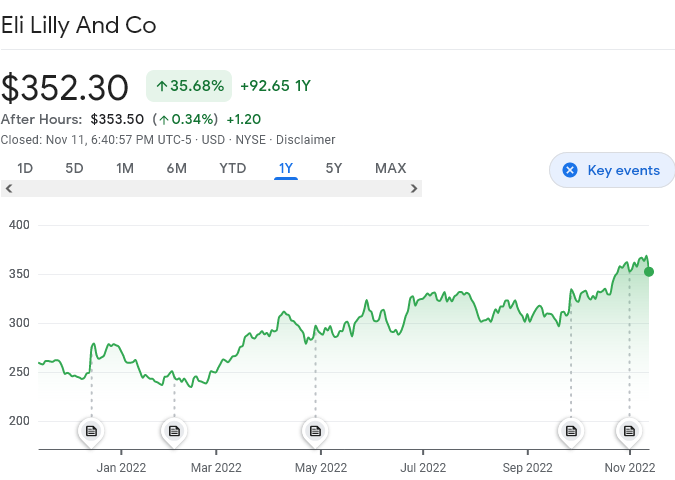 Eli Lilly And Co
$352.30 ↑35.68% +92.65 1Y
After Hours: $353.50 (↑0.34%) +1.20
Closed: Nov 11, 6:40:57 PM UTC-5 · USD · NYSE · Disclaimer
1D 5D 1M 6M YTD 1Y 5Y MAX Key events
400
350
300
250
200
Jan 2022 Mar 2022 May 2022 Jul 2022 Sep 2022 Nov 2022